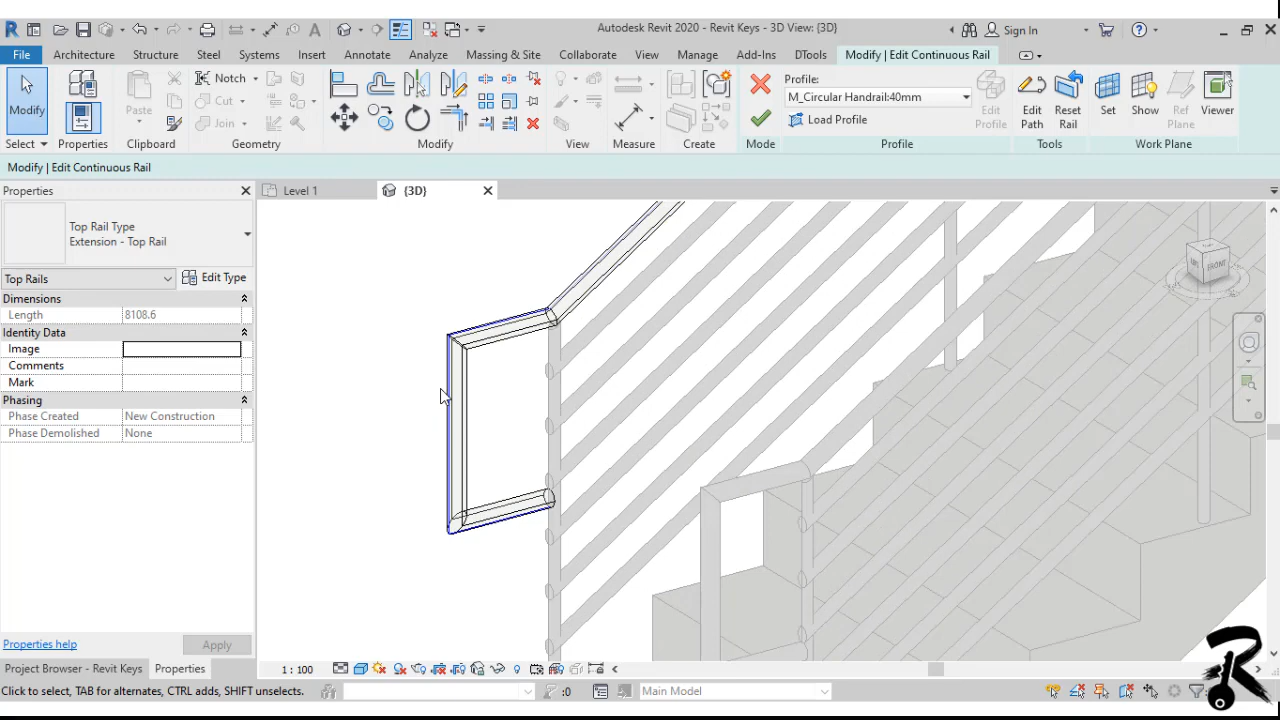 Autodesk Revit 2020 - Revit Keys - 3D View: {3D}
Sign In
File Architecture Structure Steel Systems Insert Annotate Analyze Massing & Site Collaborate View Manage Add-Ins DTools Modify | Edit Continuous Rail
Modify
Select
Properties
Paste
Clipboard
Notch
Cut
Join
Geometry
Modify
View
Measure
Create
Mode
Profile:
M_Circular Handrail:40mm
Load Profile
Edit Profile
Profile
Edit Path
Reset Rail
Tools
Set
Show
Ref Plane
Viewer
Work Plane
Modify | Edit Continuous Rail
Properties
Level 1
{3D}
Top Rail Type
Extension - Top Rail
Top Rails
Edit Type
Dimensions
Length 8108.6
Identity Data
Image
Comments
Mark
Phasing
Phase Created New Construction
Phase Demolished None
FRONT
Properties help
Apply
Project Browser - Revit Keys Properties
1 : 100
Click to select, TAB for alternates, CTRL adds, SHIFT unselects.
:0
Main Model